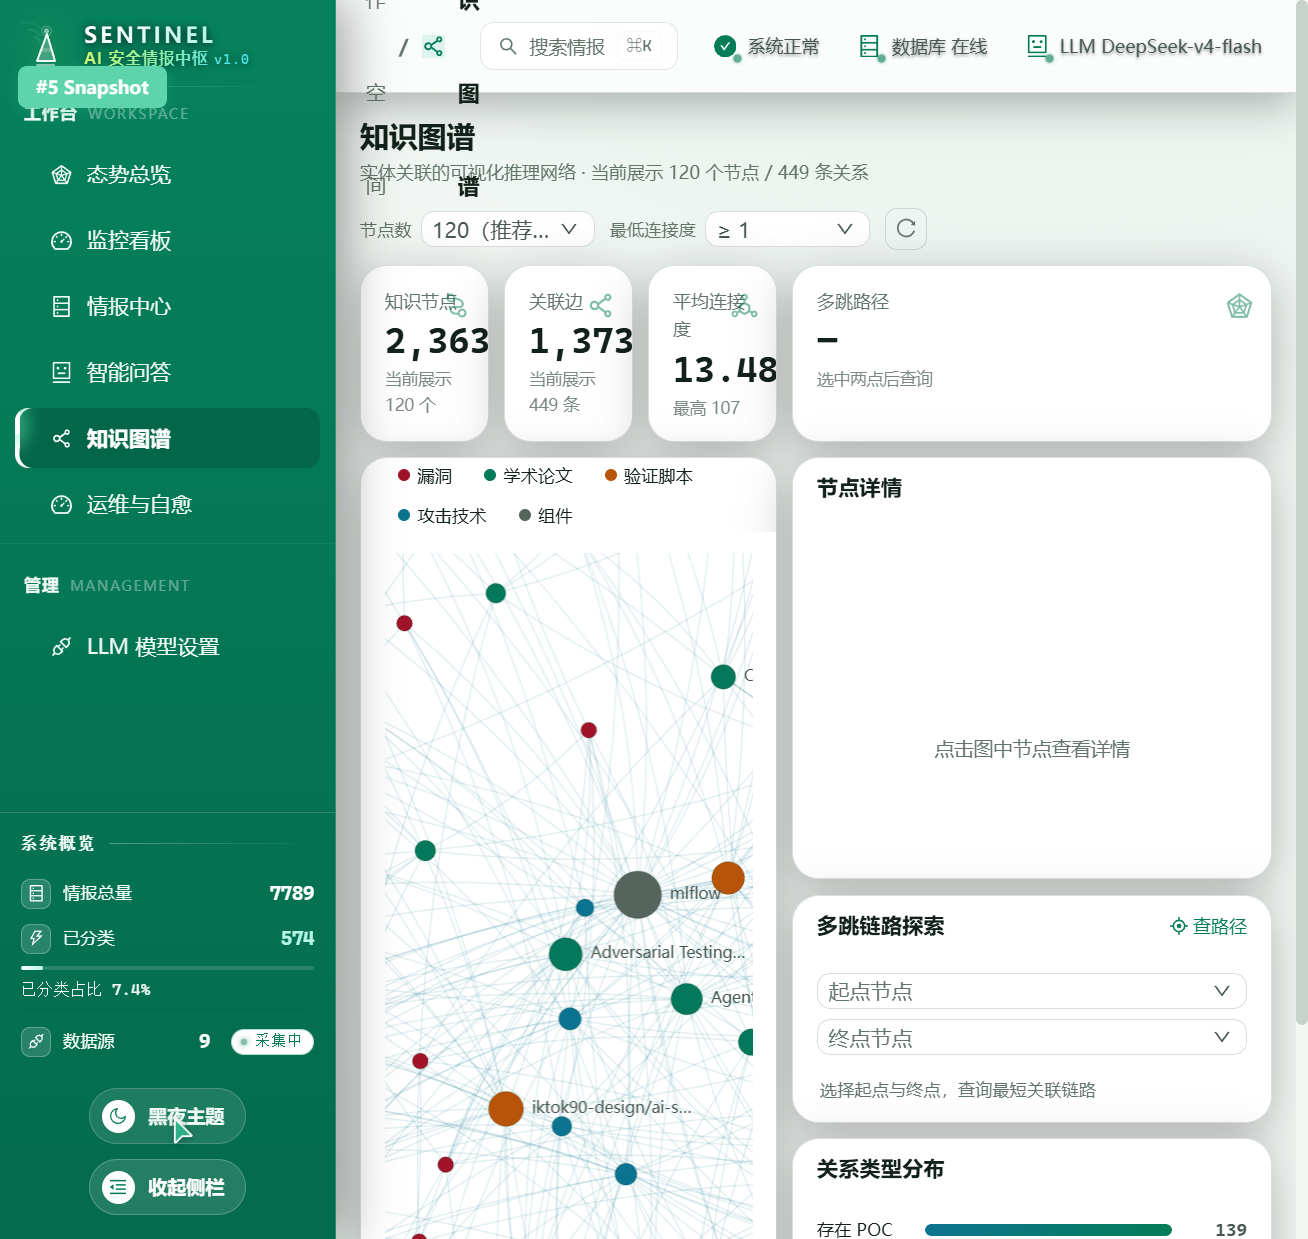 SENTINEL
AI 安全情报中枢 v1.0
#5 Snapshot
工作台 WORKSPACE
态势总览
监控看板
情报中心
智能问答
知识图谱
运维与自愈
管理 MANAGEMENT
LLM 模型设置
系统概览
情报总量 7789
已分类 574
已分类占比 7.4%
数据源 9 采集中
黑夜主题
收起侧栏
作 识
/
空 图
间 谱
搜索情报 ⌘K
系统正常
数据库 在线
LLM DeepSeek-v4-flash
知识图谱
实体关联的可视化推理网络 · 当前展示 120 个节点 / 449 条关系
节点数 120（推荐... 最低连接度 ≥ 1
知识节点
2,363
当前展示
120 个
关联边
1,373
当前展示
449 条
平均连接
度
13.48
最高 107
多跳路径
–
选中两点后查询
漏洞 学术论文 验证脚本
攻击技术 组件
C
mlflow
Adversarial Testing...
Agent
iktok90-design/ai-s...
节点详情
点击图中节点查看详情
多跳链路探索 查路径
起点节点
终点节点
选择起点与终点，查询最短关联链路
关系类型分布
存在 POC 139